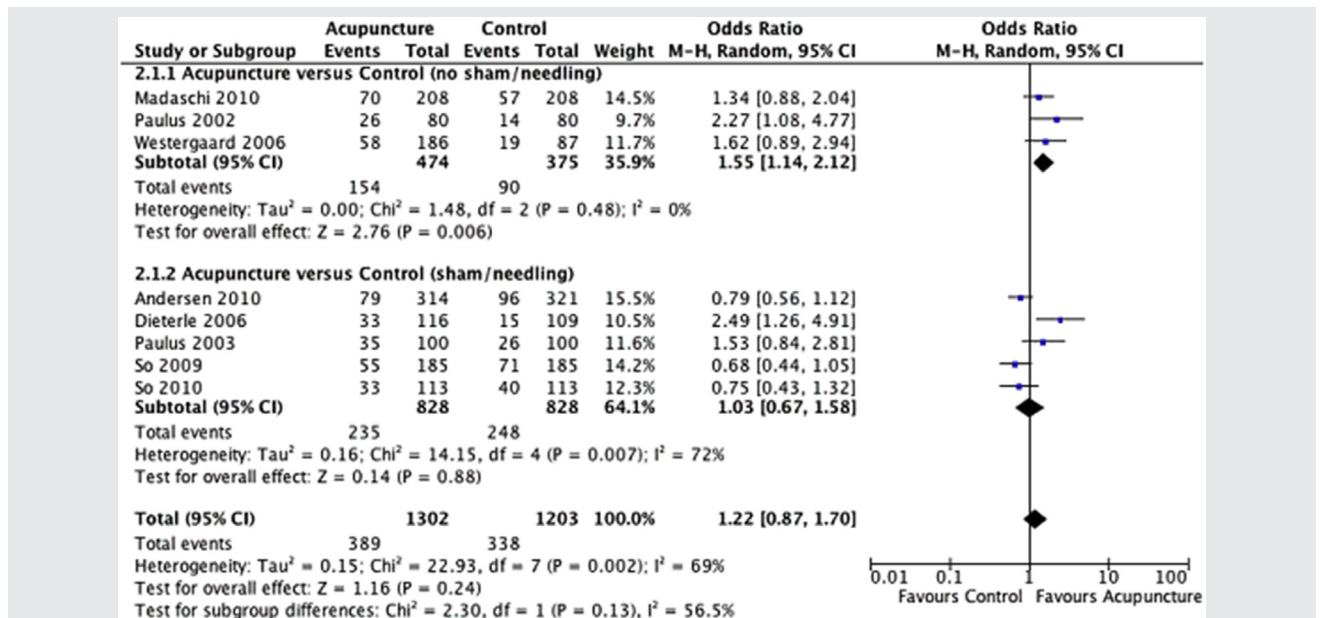 Acupuncture Control Odds Ratio Odds Ratio
Study or Subgroup Events Total Events Total Weight M-H, Random, 95% CI M-H, Random, 95% CI
2.1.1 Acupuncture versus Control (no sham/needling)
Madaschi 2010 70 208 57 208 14.5% 1.34 [0.88, 2.04]
Paulus 2002 26 80 14 80 9.7% 2.27 [1.08, 4.77]
Westergaard 2006 58 186 19 87 11.7% 1.62 [0.89, 2.94]
Subtotal (95% CI) 474 375 35.9% 1.55 [1.14, 2.12]
Total events 154 90
Heterogeneity: Tau² = 0.00; Chi² = 1.48, df = 2 (P = 0.48); I² = 0%
Test for overall effect: Z = 2.76 (P = 0.006)
2.1.2 Acupuncture versus Control (sham/needling)
Andersen 2010 79 314 96 321 15.5% 0.79 [0.56, 1.12]
Dieterle 2006 33 116 15 109 10.5% 2.49 [1.26, 4.91]
Paulus 2003 35 100 26 100 11.6% 1.53 [0.84, 2.81]
So 2009 55 185 71 185 14.2% 0.68 [0.44, 1.05]
So 2010 33 113 40 113 12.3% 0.75 [0.43, 1.32]
Subtotal (95% CI) 828 828 64.1% 1.03 [0.67, 1.58]
Total events 235 248
Heterogeneity: Tau² = 0.16; Chi² = 14.15, df = 4 (P = 0.007); I² = 72%
Test for overall effect: Z = 0.14 (P = 0.88)
Total (95% CI) 1302 1203 100.0% 1.22 [0.87, 1.70]
Total events 389 338
Heterogeneity: Tau² = 0.15; Chi² = 22.93, df = 7 (P = 0.002); I² = 69%
Test for overall effect: Z = 1.16 (P = 0.24)
Test for subgroup differences: Chi² = 2.30, df = 1 (P = 0.13), I² = 56.5%
0.01 0.1 1 10 100
Favours Control Favours Acupuncture